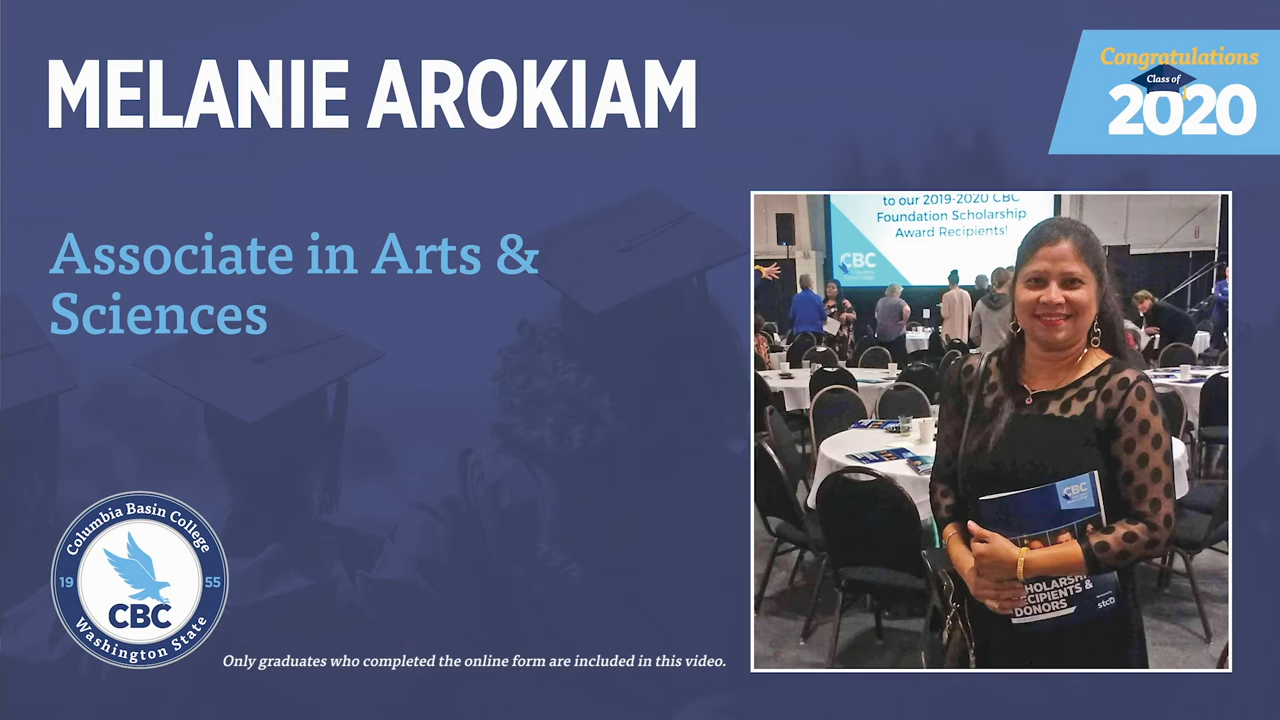 MELANIE AROKIAM
Congratulations
Class of
2020
Associate in Arts &
Sciences
to our 2019-2020 CBC
Foundation Scholarship
Award Recipients!
CBC
CBC
DONORS
stcu
Columbia Basin College
19 55
CBC
Washington State
Only graduates who completed the online form are included in this video.